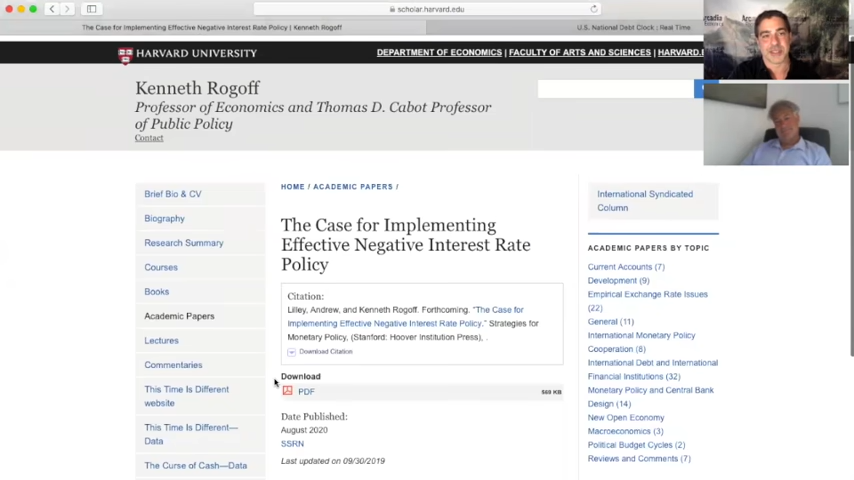 scholar.harvard.edu
The Case for Implementing Effective Negative Interest Rate Policy | Kenneth Rogoff
U.S. National Debt Clock : Real Time
HARVARD UNIVERSITY
DEPARTMENT OF ECONOMICS | FACULTY OF ARTS AND SCIENCES | HARVARD.
Kenneth Rogoff
Professor of Economics and Thomas D. Cabot Professor
of Public Policy
Contact
Brief Bio & CV
Biography
Research Summary
Courses
Books
Academic Papers
Lectures
Commentaries
This Time Is Different
website
This Time Is Different—
Data
The Curse of Cash—Data
HOME / ACADEMIC PAPERS /
The Case for Implementing
Effective Negative Interest Rate
Policy
Citation:
Lilley, Andrew, and Kenneth Rogoff. Forthcoming. “The Case for
Implementing Effective Negative Interest Rate Policy.” Strategies for
Monetary Policy, (Stanford: Hoover Institution Press), .
Download Citation
Download
PDF
569 KB
Date Published:
August 2020
SSRN
Last updated on 09/30/2019
International Syndicated
Column
ACADEMIC PAPERS BY TOPIC
Current Accounts (7)
Development (9)
Empirical Exchange Rate Issues
(22)
General (11)
International Monetary Policy
Cooperation (8)
International Debt and International
Financial Institutions (32)
Monetary Policy and Central Bank
Design (14)
New Open Economy
Macroeconomics (3)
Political Budget Cycles (2)
Reviews and Comments (7)